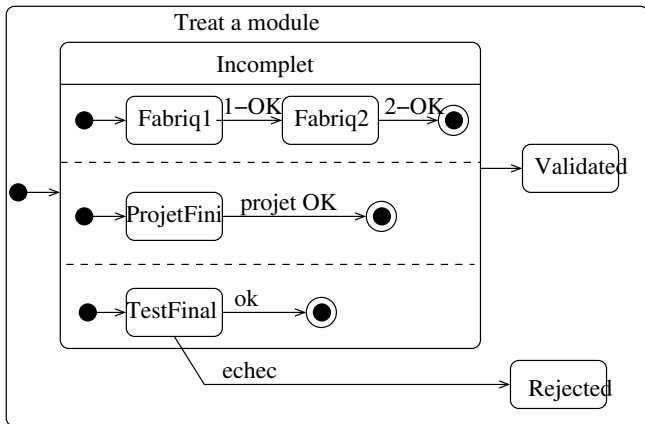 Treat a module
Incomplet
Fabriq1
1−OK
Fabriq2
2−OK
Validated
ProjetFini
projet OK
TestFinal
ok
echec
Rejected